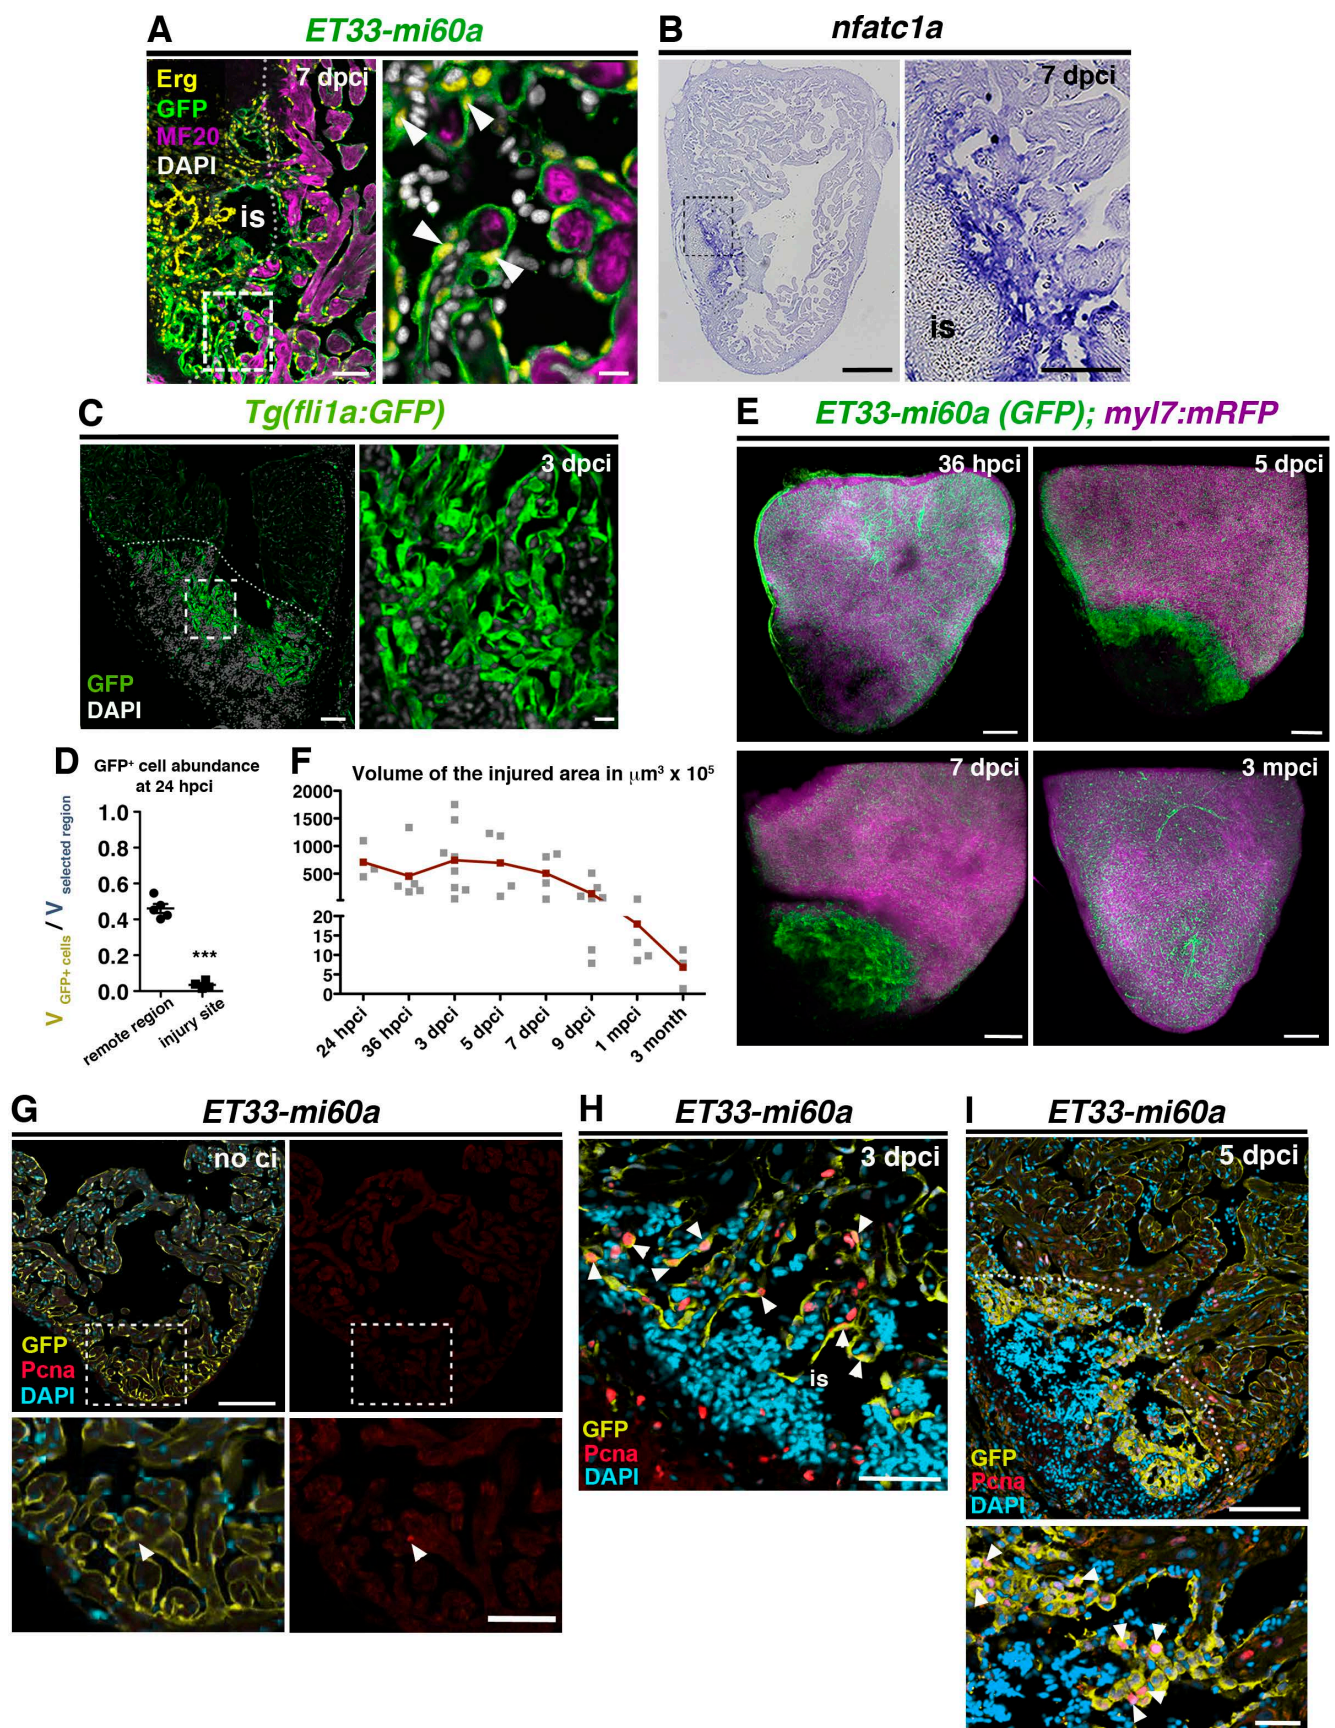 A
ET33-mi60a
Erg
GFP
MF20
DAPI
7 dpci
is
B
nfatc1a
7 dpci
is
C
Tg(fli1a:GFP)
3 dpci
GFP
DAPI
D
GFP+ cell abundance
at 24 hpci
V GFP+ cells / V selected region
1.0
0.8
0.6
0.4
0.2
0.0
***
remote region
injury site
E
ET33-mi60a (GFP); myl7:mRFP
36 hpci
5 dpci
7 dpci
3 mpci
F
Volume of the injured area in μm³ x 10⁵
2000
1500
1000
500
20
15
10
5
0
24 hpci
36 hpci
3 dpci
5 dpci
7 dpci
9 dpci
1 mpci
3 month
G
ET33-mi60a
no ci
GFP
Pcna
DAPI
H
ET33-mi60a
3 dpci
is
GFP
Pcna
DAPI
I
ET33-mi60a
5 dpci
GFP
Pcna
DAPI